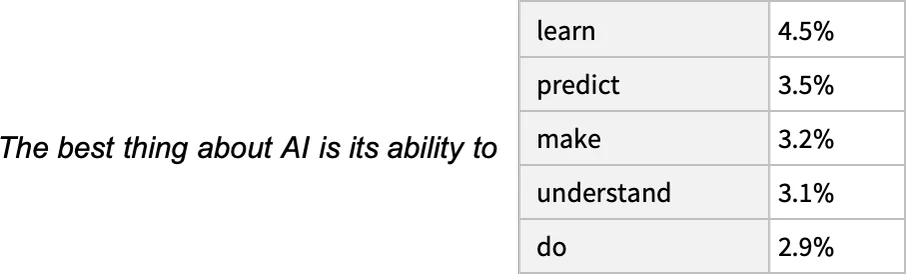 learn 4.5%
predict 3.5%
The best thing about AI is its ability to make 3.2%
understand 3.1%
do 2.9%